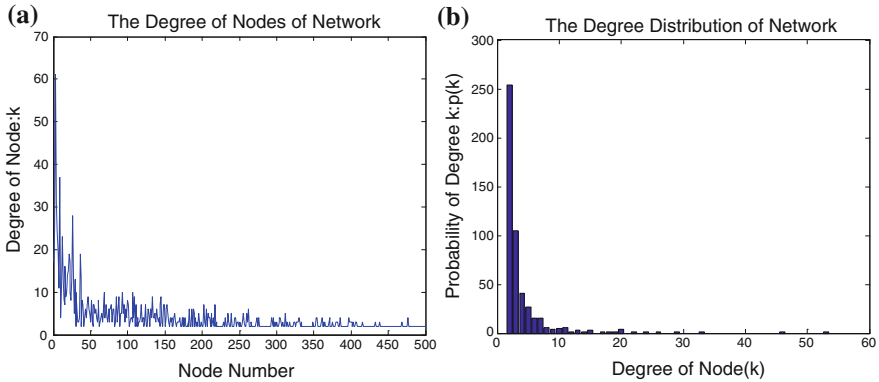 (a)
The Degree of Nodes of Network
70
60
50
40
30
20
10
0
0 50 100 150 200 250 300 350 400 450 500
Degree of Node:k
Node Number
(b)
The Degree Distribution of Network
300
250
200
150
100
50
0
0 10 20 30 40 50 60
Probability of Degree k:p(k)
Degree of Node(k)